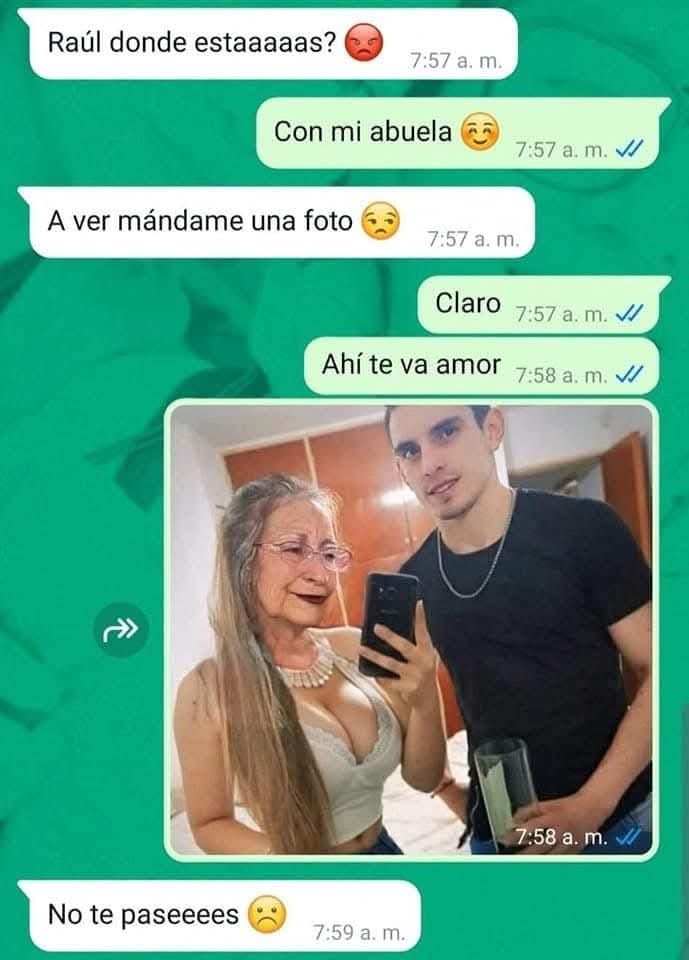 Raúl donde estaaaaas? 😡 7:57 a. m.
Con mi abuela ☺️ 7:57 a. m.
A ver mándame una foto 😒 7:57 a. m.
Claro 7:57 a. m.
Ahí te va amor 7:58 a. m.
7:58 a. m.
No te paseeees ☹️ 7:59 a. m.